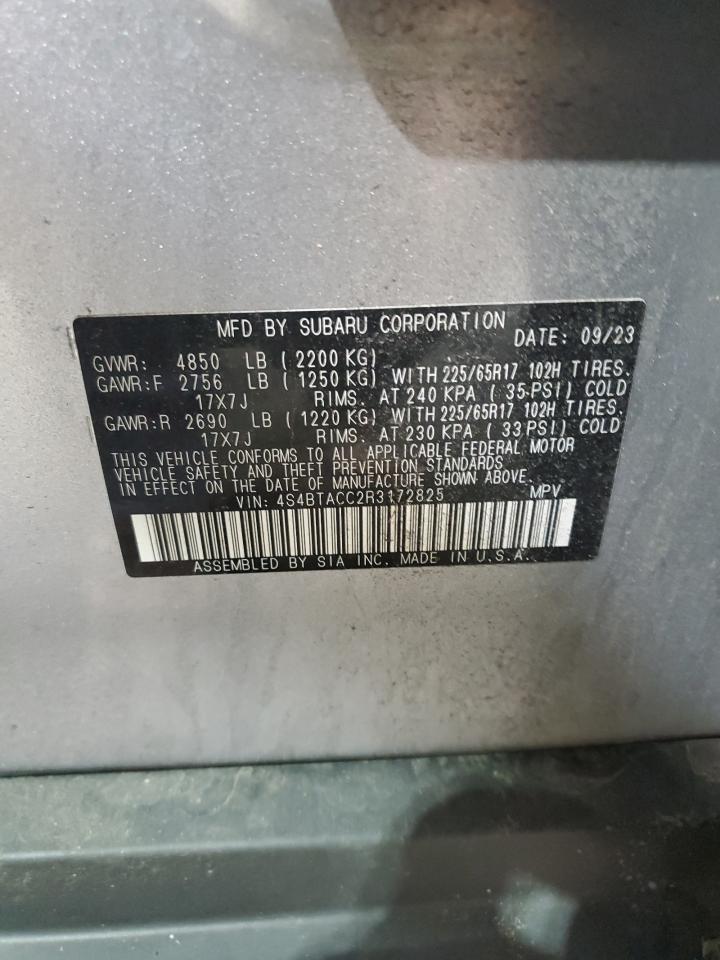 MFD BY SUBARU CORPORATION DATE: 09/23
GVWR: 4850 LB (2200 KG)
GAWR:F 2756 LB (1250 KG) WITH 225/65R17 102H TIRES,
17X7J RIMS, AT 240 KPA (35-PSI) COLD
GAWR:R 2690 LB (1220 KG) WITH 225/65R17 102H TIRES,
17X7J RIMS, AT 230 KPA (33 PSI) COLD
THIS VEHICLE CONFORMS TO ALL APPLICABLE FEDERAL MOTOR
VEHICLE SAFETY AND THEFT PREVENTION STANDARDS
IN EFFECT ON THE DATE OF MANUFACTURE SHOWN ABOVE.
VIN: 4S4BTACC2R3172825 MPV
ASSEMBLED BY SIA INC. MADE IN U.S.A.